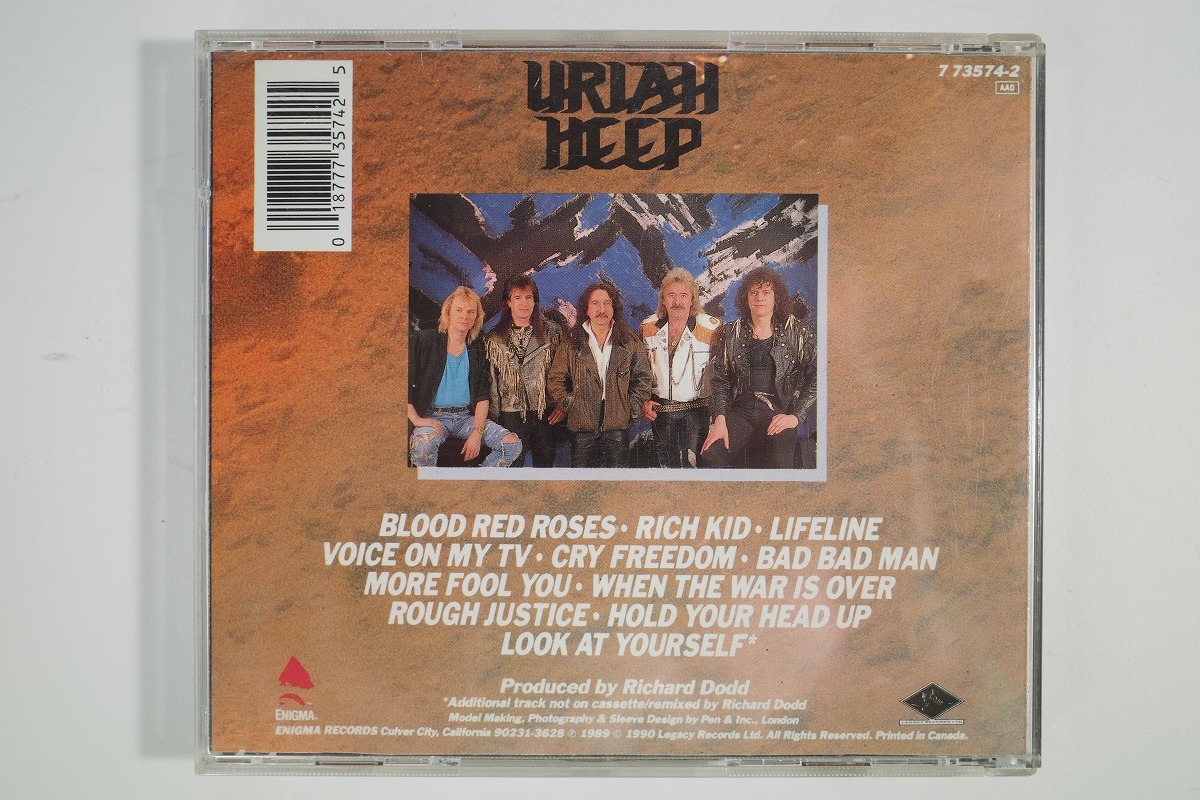 URIAH
HEEP
7 73574-2
AAD
0 18777 35742 5
BLOOD RED ROSES • RICH KID • LIFELINE
VOICE ON MY TV • CRY FREEDOM • BAD BAD MAN
MORE FOOL YOU • WHEN THE WAR IS OVER
ROUGH JUSTICE • HOLD YOUR HEAD UP
LOOK AT YOURSELF*
Produced by Richard Dodd
*Additional track not on cassette/remixed by Richard Dodd
Model Making, Photography & Sleeve Design by Pen & Inc., London
ENIGMA RECORDS Culver City, California 90231-3628 ℗ 1989 © 1990 Legacy Records Ltd. All Rights Reserved. Printed in Canada.
ENIGMA.
LEGACY RECORDS LTD